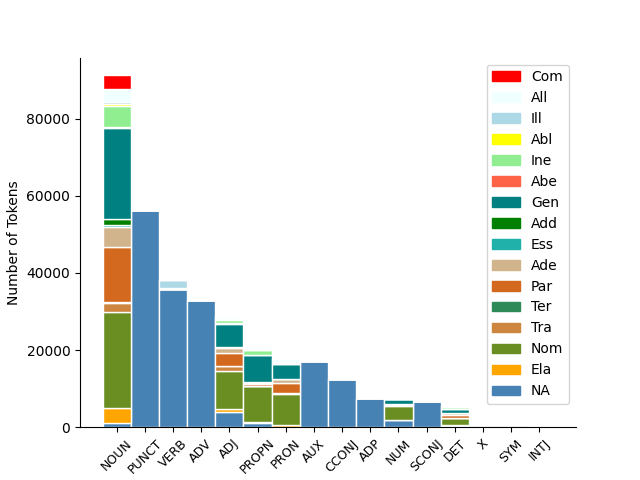 Number of Tokens
80000
60000
40000
20000
0
NOUN
PUNCT
VERB
ADV
ADJ
PROPN
PRON
AUX
CCONJ
ADP
NUM
SCONJ
DET
X
SYM
INTJ
Com
All
Ill
Abl
Ine
Abe
Gen
Add
Ess
Ade
Par
Ter
Tra
Nom
Ela
NA